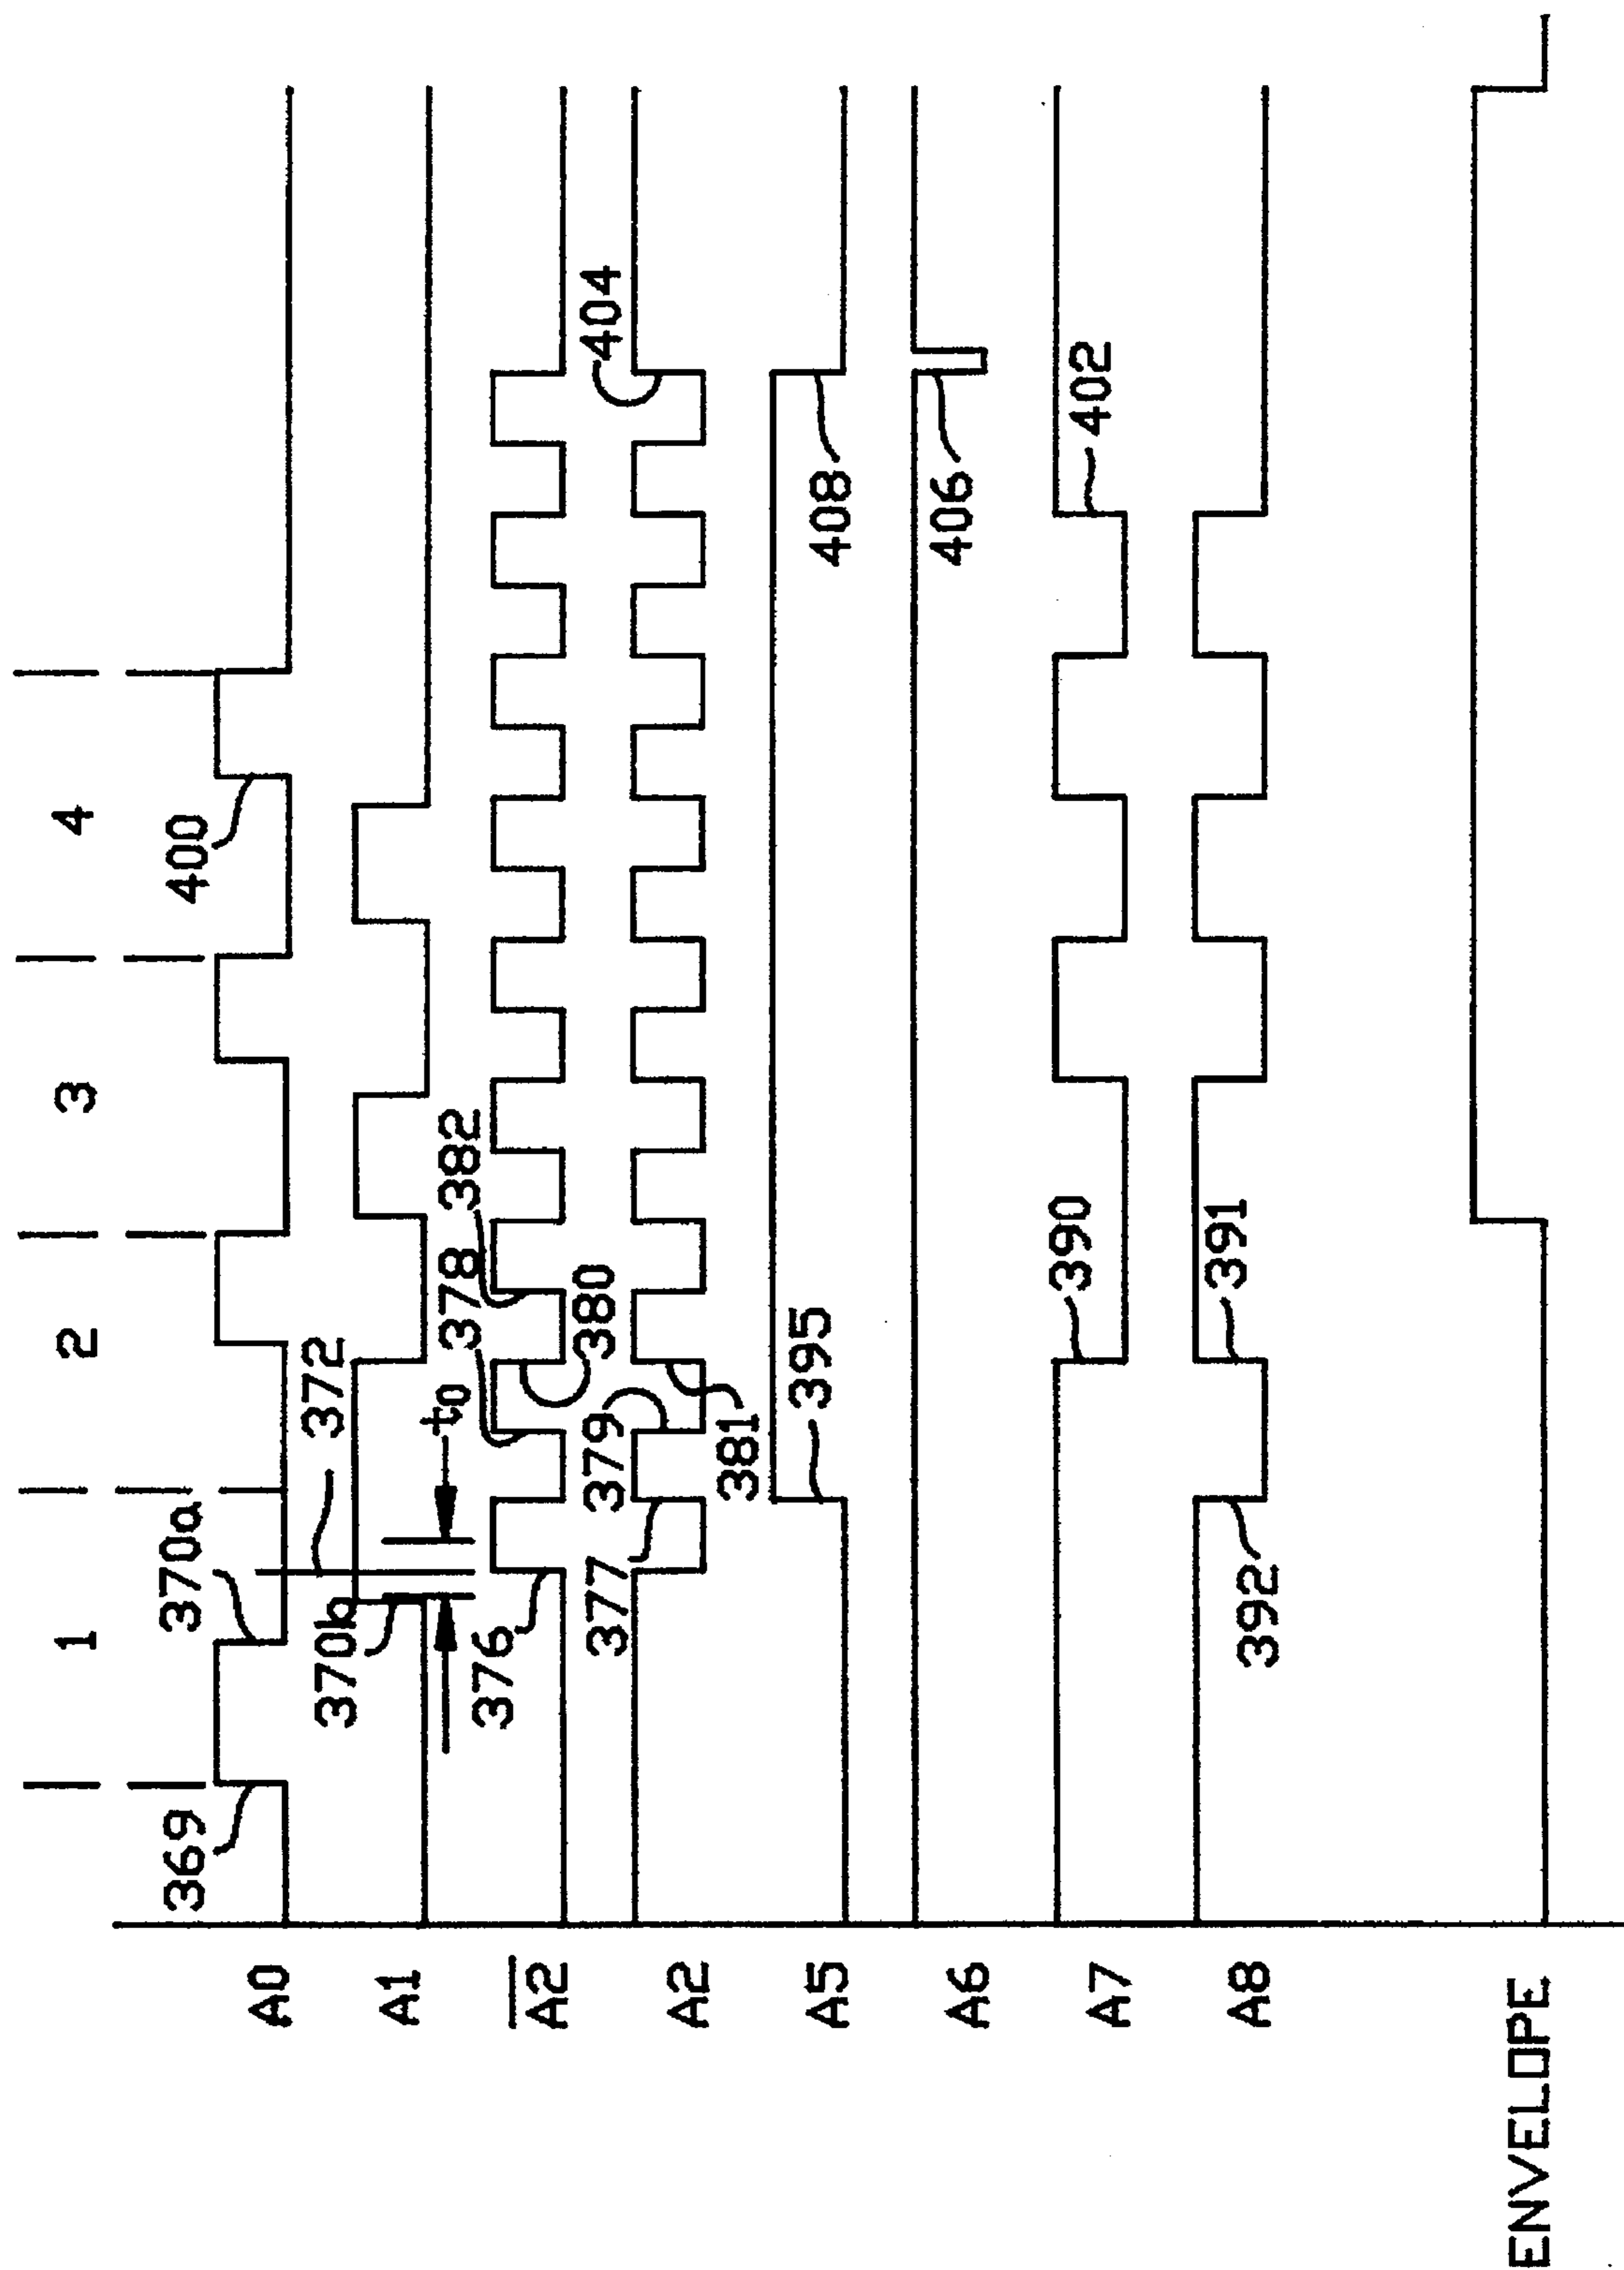 1 2 3 4
A0 369 370a 400
A1 370b 372
t0
A2 376 378 382
380
A2 377 379 404
381
A5 395 408
A6 406
A7 390 402
A8 392 391
ENVELOPE